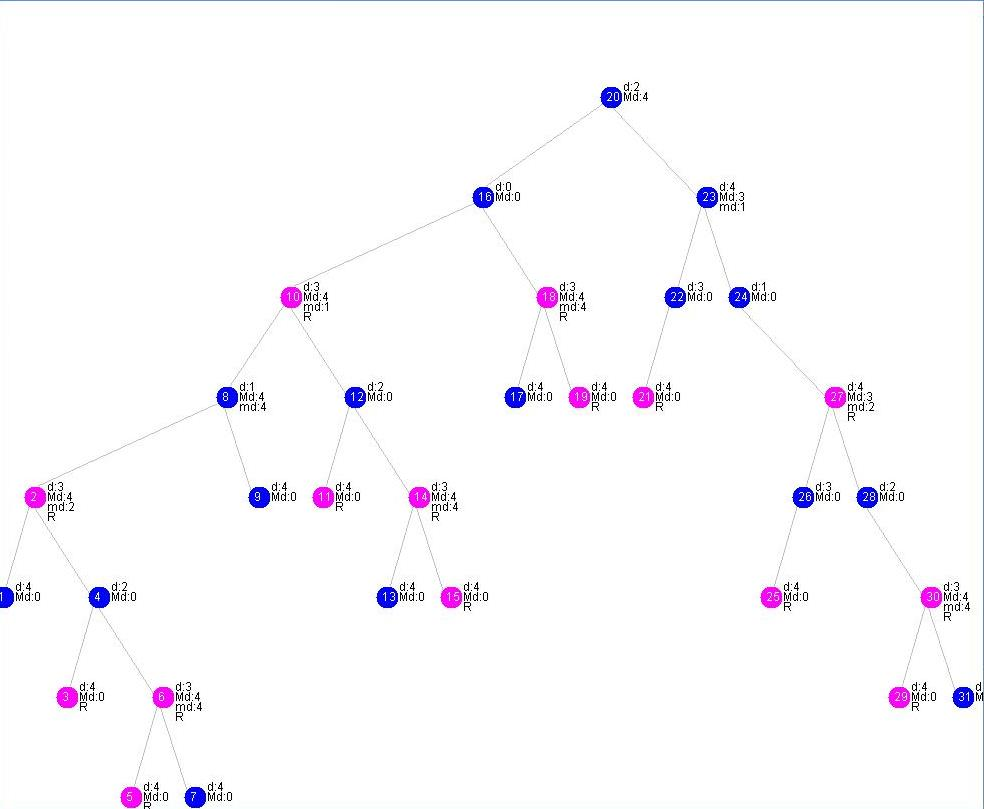 20 d:2
Md:4
16 d:0
Md:0
23 d:4
Md:3
md:1
10 d:3
Md:4
md:1
R
18 d:3
Md:4
md:4
R
22 d:3
Md:0
24 d:1
Md:0
8 d:1
Md:4
md:4
12 d:2
Md:0
17 d:4
Md:0
19 d:4
Md:0
R
21 d:4
Md:0
R
27 d:4
Md:3
md:2
R
2 d:3
Md:4
md:2
R
9 d:4
Md:0
11 d:4
Md:0
R
14 d:3
Md:4
md:4
R
26 d:3
Md:0
28 d:2
Md:0
1 d:4
Md:0
4 d:2
Md:0
13 d:4
Md:0
15 d:4
Md:0
R
25 d:4
Md:0
R
30 d:3
Md:4
md:4
R
3 d:4
Md:0
R
6 d:3
Md:4
md:4
R
29 d:4
Md:0
R
31 d
M
5 d:4
Md:0
R
7 d:4
Md:0